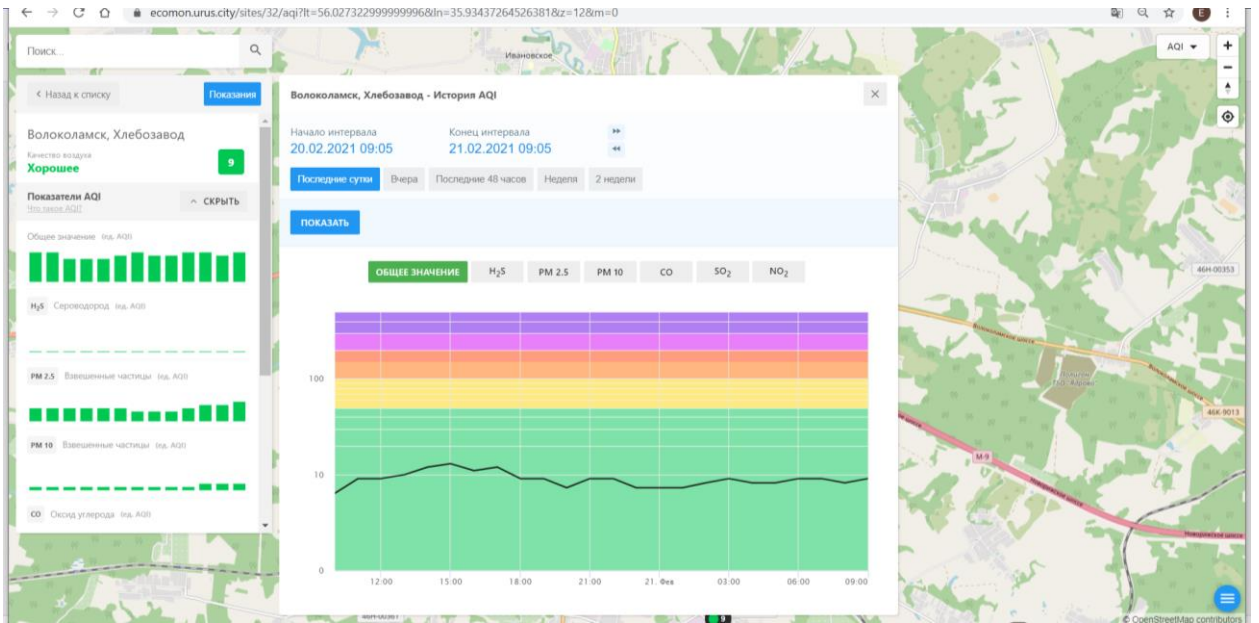 ecomon.urus.city/sites/32/aqi?lt=56.027322999999996&ln=35.93437264526381&z=12&m=0
E
Поиск...
Ивановское
AQI
+
−
Назад к списку
Показания
Волоколамск, Хлебозавод - История AQI
×
Волоколамск, Хлебозавод
Качество воздуха
Хорошее
9
Начало интервала
Конец интервала
20.02.2021 09:05
21.02.2021 09:05
Последние сутки
Вчера
Последние 48 часов
Неделя
2 недели
Показатели AQI
Что такое AQI?
СКРЫТЬ
ПОКАЗАТЬ
Общее значение (ед. AQI)
ОБЩЕЕ ЗНАЧЕНИЕ
H₂S
PM 2.5
PM 10
CO
SO₂
NO₂
46Н-00353
H₂S Сероводород (ед. AQI)
Волоколамское шоссе
PM 2.5 Взвешенные частицы (ед. AQI)
100
46К-9013
PM 10 Взвешенные частицы (ед. AQI)
10
М-9
Новорижское шоссе
CO Оксид углерода (ед. AQI)
0
12:00
15:00
18:00
21:00
21. Фев
03:00
06:00
09:00
9
© OpenStreetMap contributors